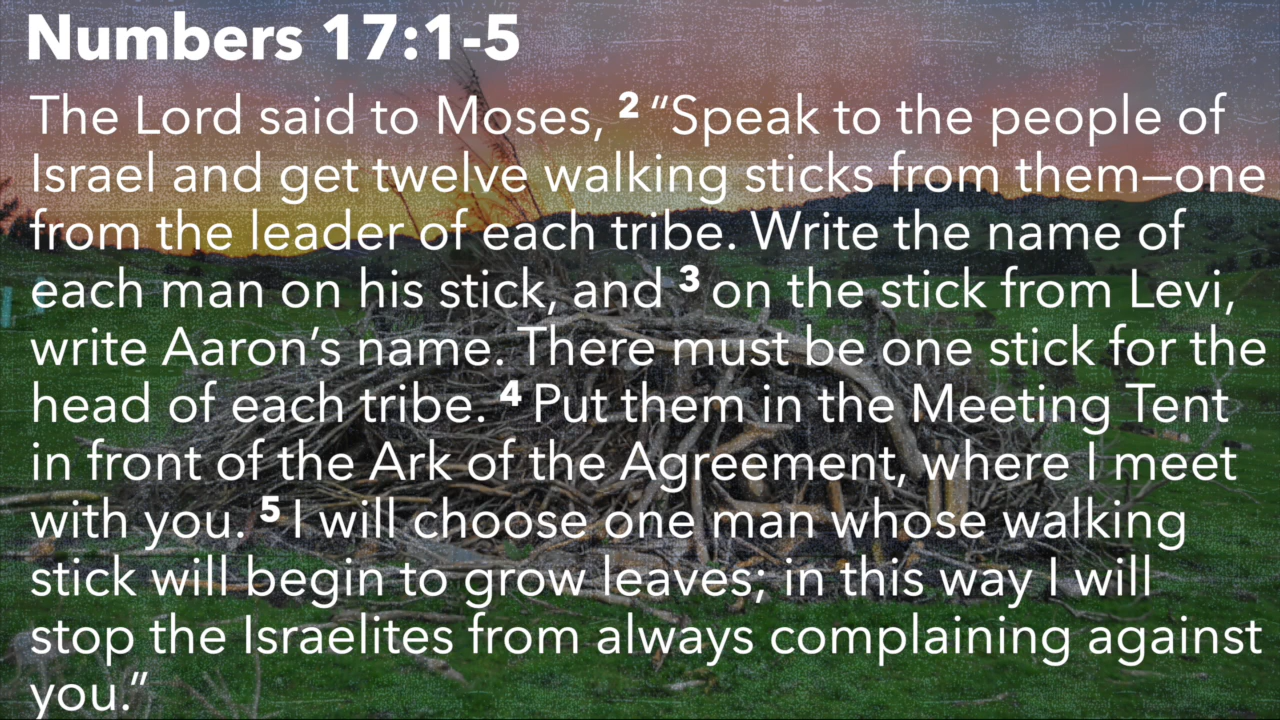 Numbers 17:1-5
The Lord said to Moses, 2 “Speak to the people of
Israel and get twelve walking sticks from them—one
from the leader of each tribe. Write the name of
each man on his stick, and 3 on the stick from Levi,
write Aaron’s name. There must be one stick for the
head of each tribe. 4 Put them in the Meeting Tent
in front of the Ark of the Agreement, where I meet
with you. 5 I will choose one man whose walking
stick will begin to grow leaves; in this way I will
stop the Israelites from always complaining against
you.”